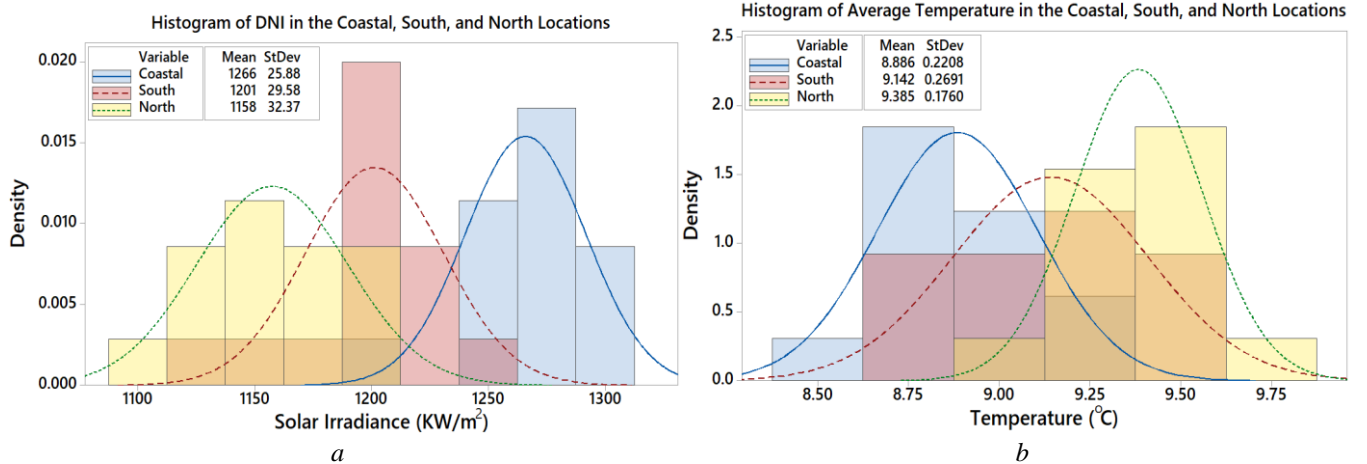 Histogram of DNI in the Coastal, South, and North Locations
Variable Mean StDev
Coastal 1266 25.88
South 1201 29.58
North 1158 32.37
Density
0.020
0.015
0.010
0.005
0.000
1100 1150 1200 1250 1300
Solar Irradiance (KW/m²)
a
Histogram of Average Temperature in the Coastal, South, and North Locations
Variable Mean StDev
Coastal 8.886 0.2208
South 9.142 0.2691
North 9.385 0.1760
Density
2.5
2.0
1.5
1.0
0.5
0.0
8.50 9.00 9.25 9.50 9.75
Temperature (°C)
b